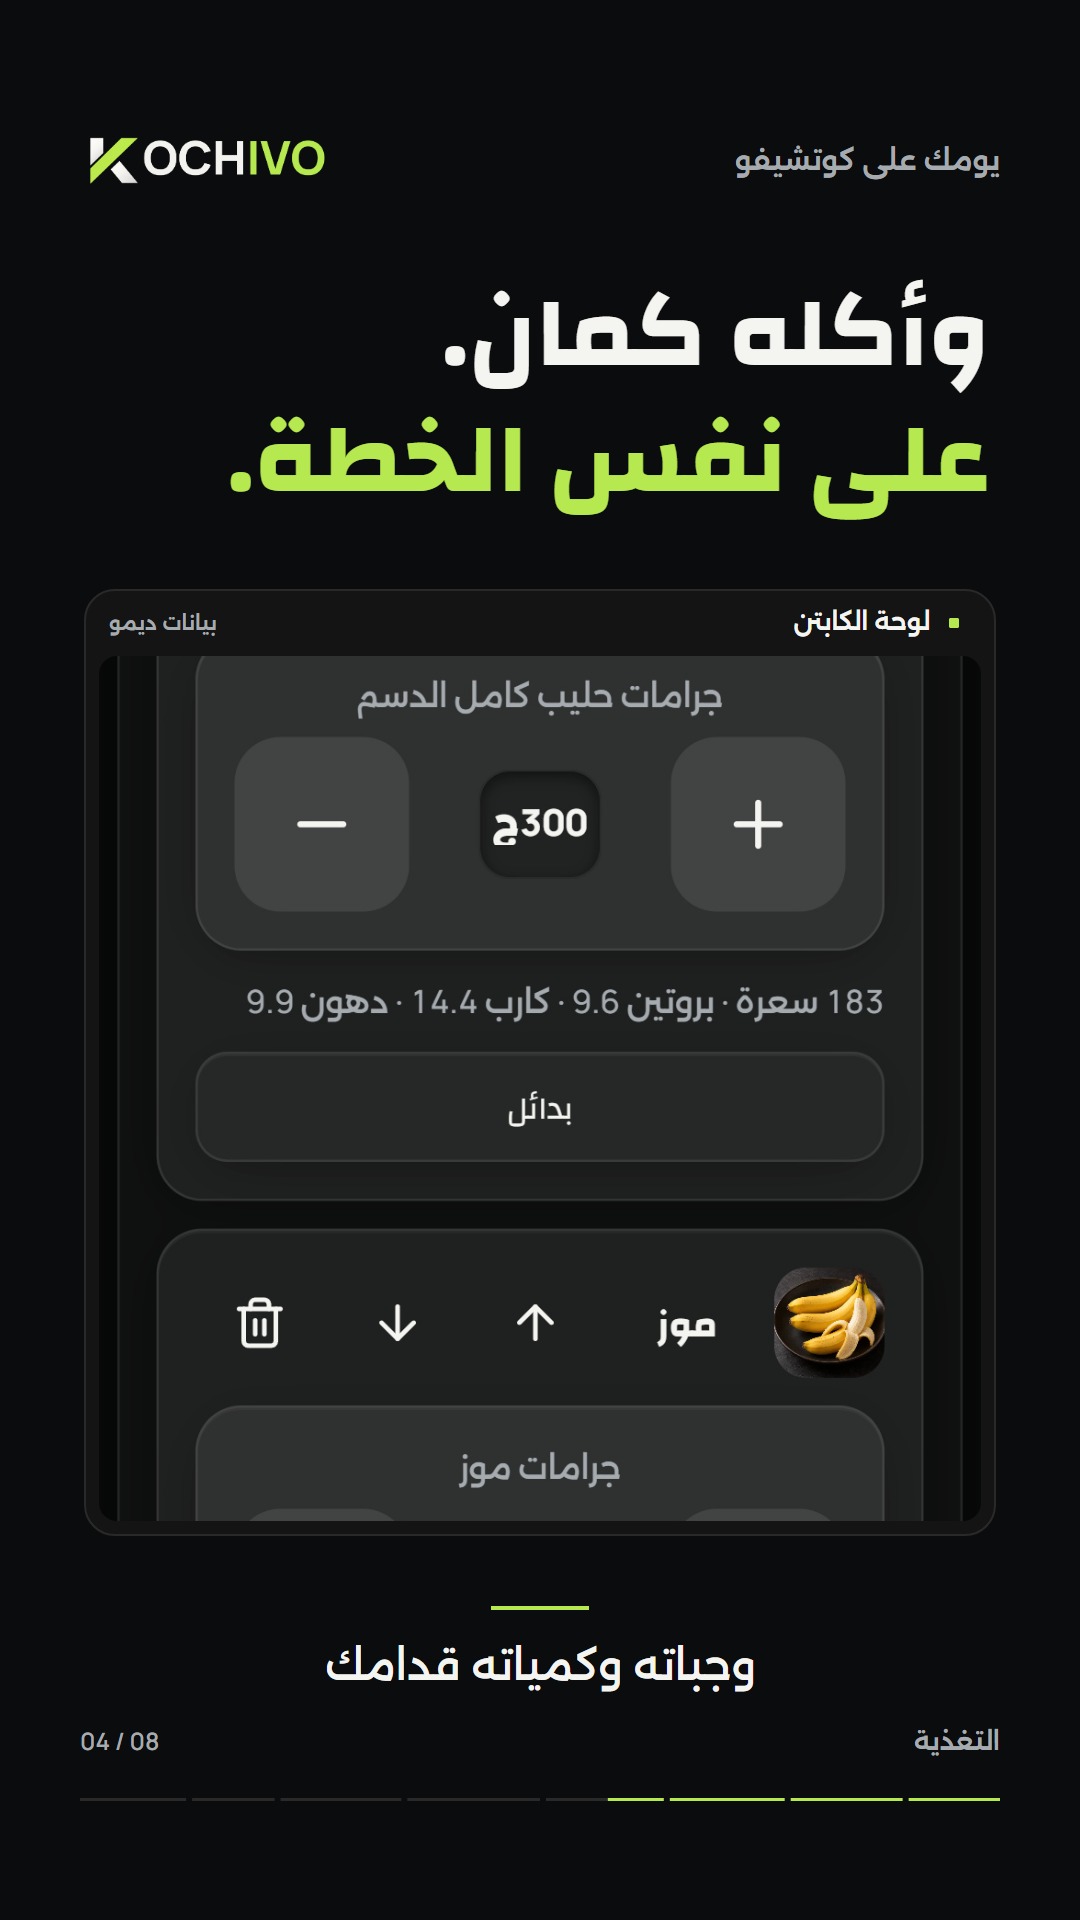 KOCHIVO
يومك على كوتشيفو
وأكله كمان.
على نفس الخطة.
لوحة الكابتن
بيانات ديمو
جرامات حليب كامل الدسم
300ج
183 سعرة · بروتين 9.6 · كارب 14.4 · دهون 9.9
بدائل
موز
جرامات موز
وجباته وكمياته قدامك
التغذية
04 / 08